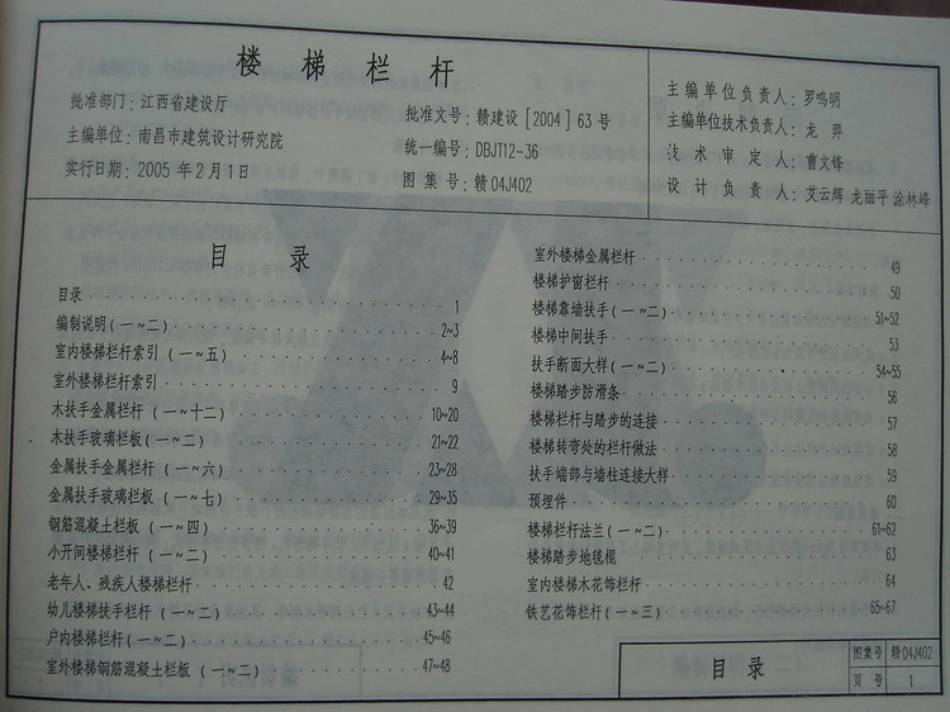 楼梯栏杆
批准部门：江西省建设厅
主编单位：南昌市建筑设计研究院
实行日期：2005年2月1日
批准文号：赣建设［2004］63号
统一编号：DBJT12-36
图集号：赣04J402
主编单位负责人：罗鸣明
主编单位技术负责人：龙羿
技术审定人：曹文锋
设计负责人：艾云辉 龙丽平 涂林峰
目录
目录 1
编制说明(一~二) 2~3
室内楼梯栏杆索引 (一~五) 4~8
室外楼梯栏杆索引 9
木扶手金属栏杆 (一~十二) 10~20
木扶手玻璃栏板(一~二) 21~22
金属扶手金属栏杆 (一~六) 23~28
金属扶手玻璃栏板 (一~七) 29~35
钢筋混凝土栏板 (一~四) 36~39
小开间楼梯栏杆 (一~二) 40~41
老年人、残疾人楼梯栏杆 42
幼儿楼梯扶手栏杆 (一~二) 43~44
户内楼梯栏杆(一~二) 45~46
室外楼梯钢筋混凝土栏板 (一~二) 47~48
室外楼梯金属栏杆 49
楼梯护窗栏杆 50
楼梯靠墙扶手 (一~二) 51~52
楼梯中间扶手 53
扶手断面大样(一~二) 54~55
楼梯踏步防滑条 56
楼梯栏杆与踏步的连接 57
楼梯转弯处的栏杆做法 58
扶手端部与墙柱连接大样 59
预埋件 60
楼梯栏杆法兰(一~二) 61~62
楼梯踏步地毯棍 63
室内楼梯木花饰栏杆 64
铁艺花饰栏杆(一~三) 65~67
目录
图集号 赣04J402
页号 1